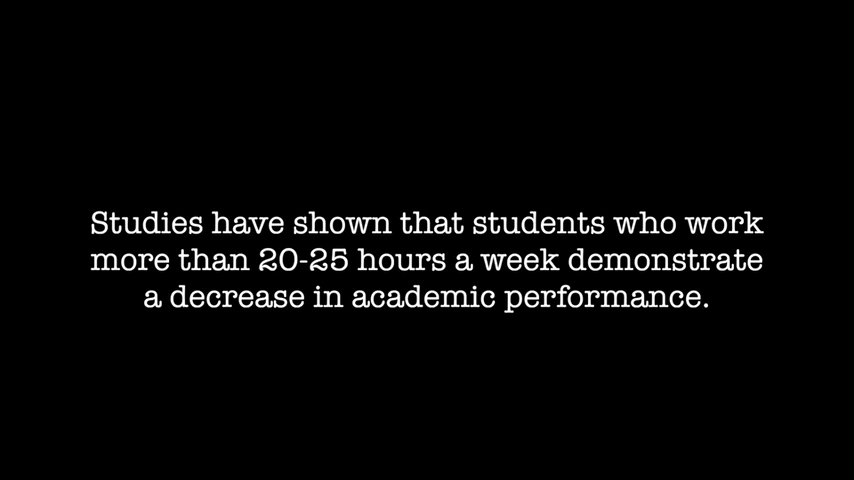 Studies have shown that students who work
more than 20-25 hours a week demonstrate
a decrease in academic performance.